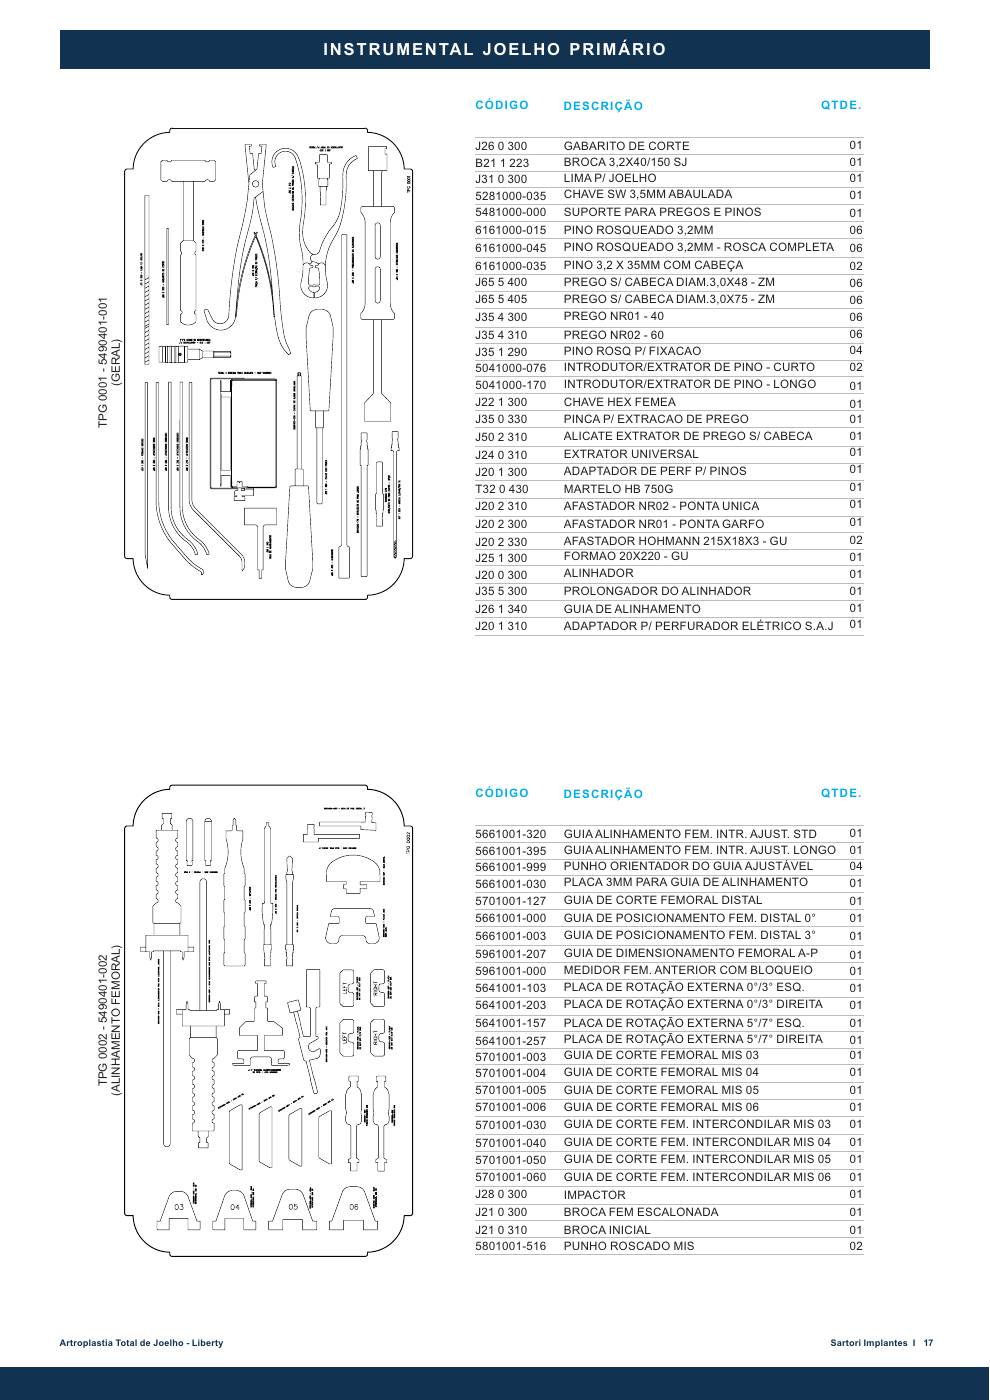 INSTRUMENTAL JOELHO PRIMÁRIO
CÓDIGO DESCRIÇÃO QTDE.
J26 0 300 GABARITO DE CORTE 01
B21 1 223 BROCA 3,2X40/150 SJ 01
J31 0 300 LIMA P/ JOELHO 01
5281000-035 CHAVE SW 3,5MM ABAULADA 01
5481000-000 SUPORTE PARA PREGOS E PINOS 01
6161000-015 PINO ROSQUEADO 3,2MM 06
6161000-045 PINO ROSQUEADO 3,2MM - ROSCA COMPLETA 06
6161000-035 PINO 3,2 X 35MM COM CABEÇA 02
J65 5 400 PREGO S/ CABECA DIAM.3,0X48 - ZM 06
J65 5 405 PREGO S/ CABECA DIAM.3,0X75 - ZM 06
J35 4 300 PREGO NR01 - 40 06
J35 4 310 PREGO NR02 - 60 06
J35 1 290 PINO ROSQ P/ FIXACAO 04
5041000-076 INTRODUTOR/EXTRATOR DE PINO - CURTO 02
5041000-170 INTRODUTOR/EXTRATOR DE PINO - LONGO 01
J22 1 300 CHAVE HEX FEMEA 01
J35 0 330 PINCA P/ EXTRACAO DE PREGO 01
J50 2 310 ALICATE EXTRATOR DE PREGO S/ CABECA 01
J24 0 310 EXTRATOR UNIVERSAL 01
J20 1 300 ADAPTADOR DE PERF P/ PINOS 01
T32 0 430 MARTELO HB 750G 01
J20 2 310 AFASTADOR NR02 - PONTA UNICA 01
J20 2 300 AFASTADOR NR01 - PONTA GARFO 01
J20 2 330 AFASTADOR HOHMANN 215X18X3 - GU 02
J25 1 300 FORMAO 20X220 - GU 01
J20 0 300 ALINHADOR 01
J35 5 300 PROLONGADOR DO ALINHADOR 01
J26 1 340 GUIA DE ALINHAMENTO 01
J20 1 310 ADAPTADOR P/ PERFURADOR ELÉTRICO S.A.J 01
TPG 0001 - 5490401-001
(GERAL)
TPG 0001
CÓDIGO DESCRIÇÃO QTDE.
5661001-320 GUIA ALINHAMENTO FEM. INTR. AJUST. STD 01
5661001-395 GUIA ALINHAMENTO FEM. INTR. AJUST. LONGO 01
5661001-999 PUNHO ORIENTADOR DO GUIA AJUSTÁVEL 04
5661001-030 PLACA 3MM PARA GUIA DE ALINHAMENTO 01
5701001-127 GUIA DE CORTE FEMORAL DISTAL 01
5661001-000 GUIA DE POSICIONAMENTO FEM. DISTAL 0° 01
5661001-003 GUIA DE POSICIONAMENTO FEM. DISTAL 3° 01
5961001-207 GUIA DE DIMENSIONAMENTO FEMORAL A-P 01
5961001-000 MEDIDOR FEM. ANTERIOR COM BLOQUEIO 01
5641001-103 PLACA DE ROTAÇÃO EXTERNA 0°/3° ESQ. 01
5641001-203 PLACA DE ROTAÇÃO EXTERNA 0°/3° DIREITA 01
5641001-157 PLACA DE ROTAÇÃO EXTERNA 5°/7° ESQ. 01
5641001-257 PLACA DE ROTAÇÃO EXTERNA 5°/7° DIREITA 01
5701001-003 GUIA DE CORTE FEMORAL MIS 03 01
5701001-004 GUIA DE CORTE FEMORAL MIS 04 01
5701001-005 GUIA DE CORTE FEMORAL MIS 05 01
5701001-006 GUIA DE CORTE FEMORAL MIS 06 01
5701001-030 GUIA DE CORTE FEM. INTERCONDILAR MIS 03 01
5701001-040 GUIA DE CORTE FEM. INTERCONDILAR MIS 04 01
5701001-050 GUIA DE CORTE FEM. INTERCONDILAR MIS 05 01
5701001-060 GUIA DE CORTE FEM. INTERCONDILAR MIS 06 01
J28 0 300 IMPACTOR 01
J21 0 300 BROCA FEM ESCALONADA 01
J21 0 310 BROCA INICIAL 01
5801001-516 PUNHO ROSCADO MIS 02
TPG 0002 - 5490401-002
(ALINHAMENTO FEMORAL)
TPG 0002
LEFT RIGHT
LEFT RIGHT
03 04 05 06
Artroplastia Total de Joelho - Liberty
Sartori Implantes I 17